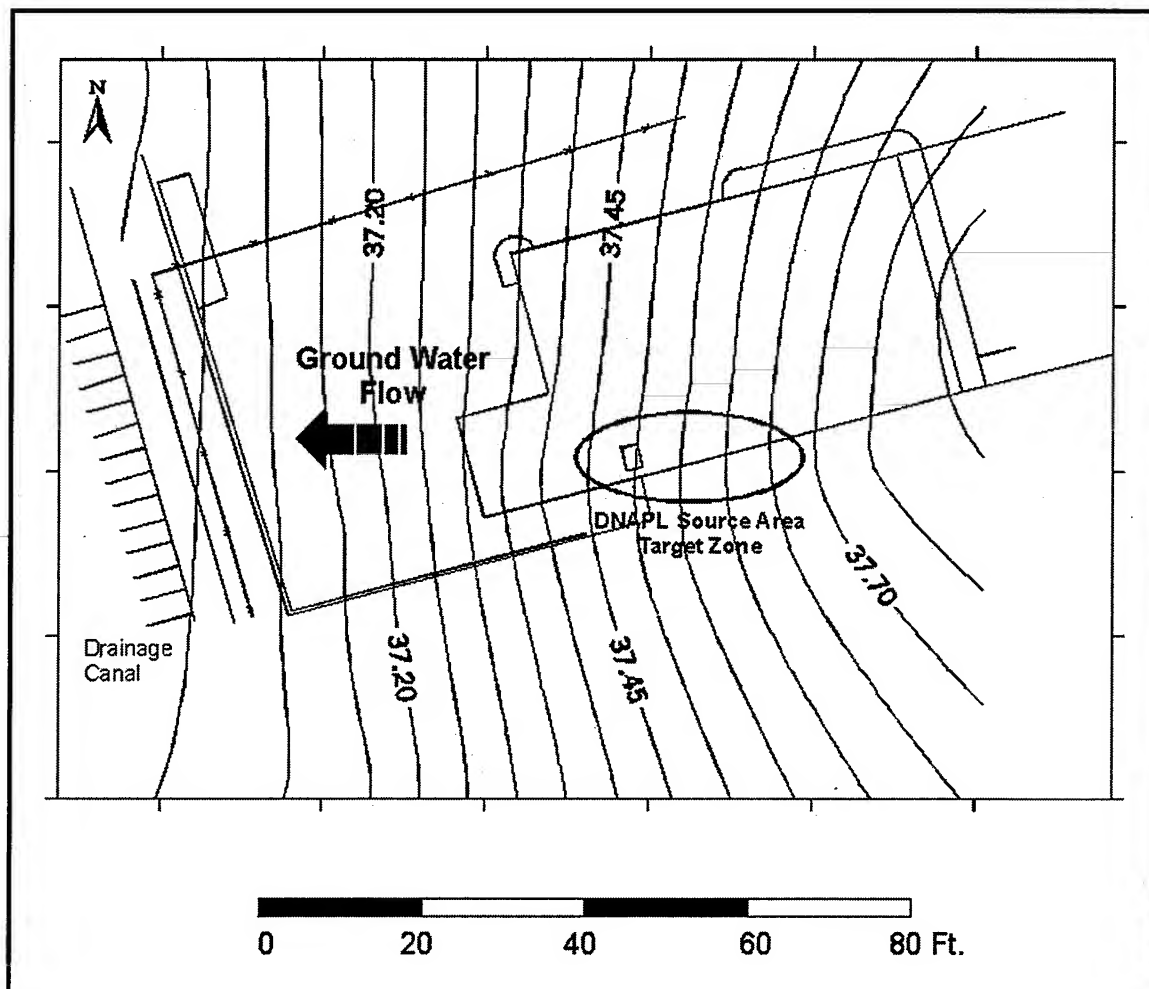 N
37.20
37.45
Ground Water
Flow
DNAPL Source Area
Target Zone
37.70
37.20
37.45
Drainage
Canal
0 20 40 60 80 Ft.